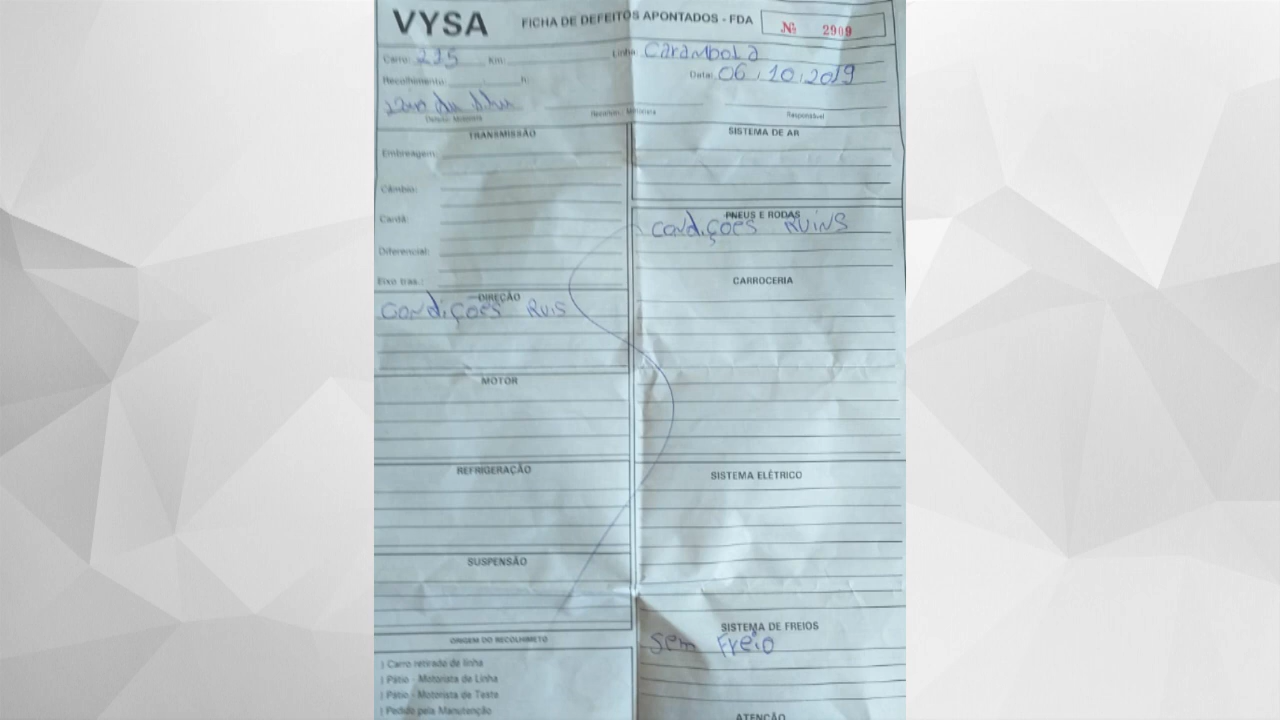 VYSA
FICHA DE DEFEITOS APONTADOS - FDA
Nº 2909
Carro: 215 Km: Linha: CARAMBOLA
Recolhimento: h: Data: 06.10.2019
Defeito: Motorista Recolhim.: Motorista Responsável
TRANSMISSÃO
Embreagem:
Câmbio:
Cardã:
Diferencial:
Eixo tras.:
DIREÇÃO
CONDIÇÕES RUIS
MOTOR
REFRIGERAÇÃO
SUSPENSÃO
ORIGEM DO RECOLHIMETO
) Carro retirado de linha
) Pátio - Motorista de Linha
) Pátio - Motorista de Teste
) Pedido pela Manutenção
SISTEMA DE AR
PNEUS E RODAS
CONDIÇÕES RUINS
CARROCERIA
SISTEMA ELÉTRICO
SISTEMA DE FREIOS
SEM FREIO
ATENÇÃO